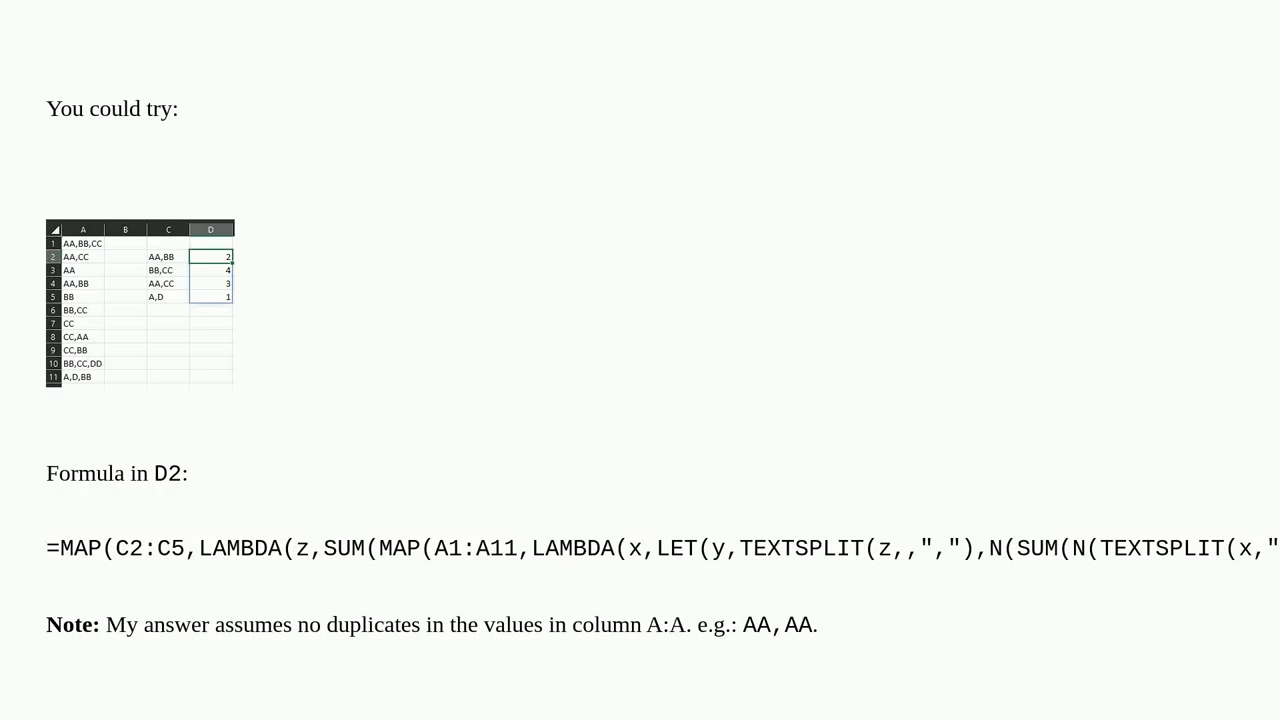 You could try:
A B C D
1 AA,BB,CC
2 AA,CC AA,BB 2
3 AA BB,CC 4
4 AA,BB AA,CC 3
5 BB A,D 1
6 BB,CC
7 CC
8 CC,AA
9 CC,BB
10 BB,CC,DD
11 A,D,BB
Formula in D2:
=MAP(C2:C5,LAMBDA(z,SUM(MAP(A1:A11,LAMBDA(x,LET(y,TEXTSPLIT(z,,","),N(SUM(N(TEXTSPLIT(x,"
Note: My answer assumes no duplicates in the values in column A:A. e.g.: AA,AA.